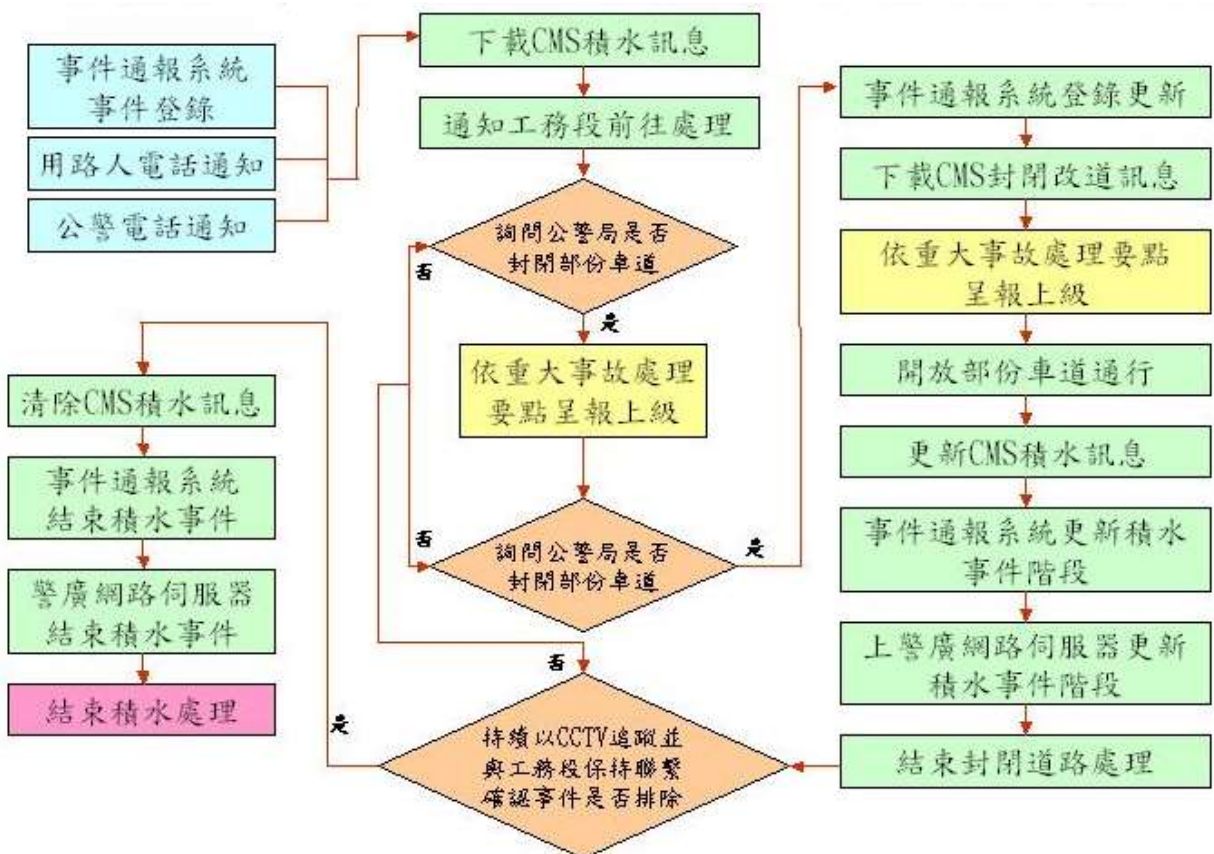 事件通報系統
事件登錄
用路人電話通知
公警電話通知
下載CMS積水訊息
通知工務段前往處理
詢問公警局是否
封閉部份車道
否
是
依重大事故處理
要點呈報上級
詢問公警局是否
封閉部份車道
否
是
事件通報系統登錄更新
下載CMS封閉改道訊息
依重大事故處理要點
呈報上級
開放部份車道通行
更新CMS積水訊息
事件通報系統更新積水
事件階段
上警廣網路伺服器更新
積水事件階段
結束封閉道路處理
否
持續以CCTV追蹤並
與工務段保持聯繫
確認事件是否排除
是
清除CMS積水訊息
事件通報系統
結束積水事件
警廣網路伺服器
結束積水事件
結束積水處理